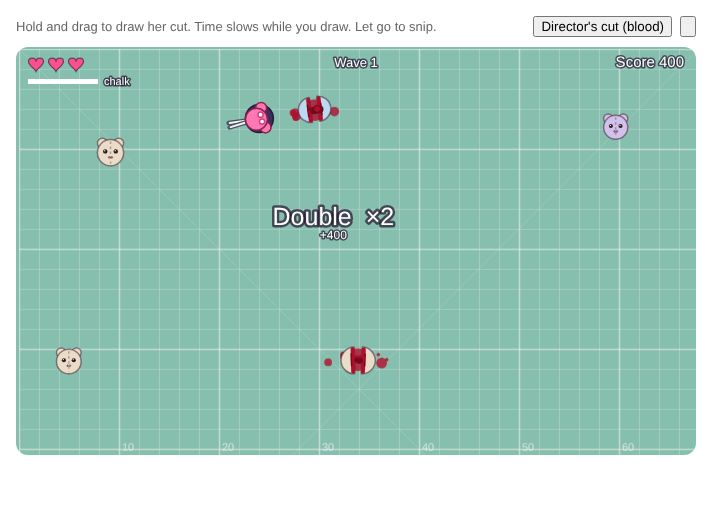 Hold and drag to draw her cut. Time slows while you draw. Let go to snip.
Director's cut (blood)
Wave 1
Score 400
chalk
Double ×2
+400
10 20 30 40 50 60